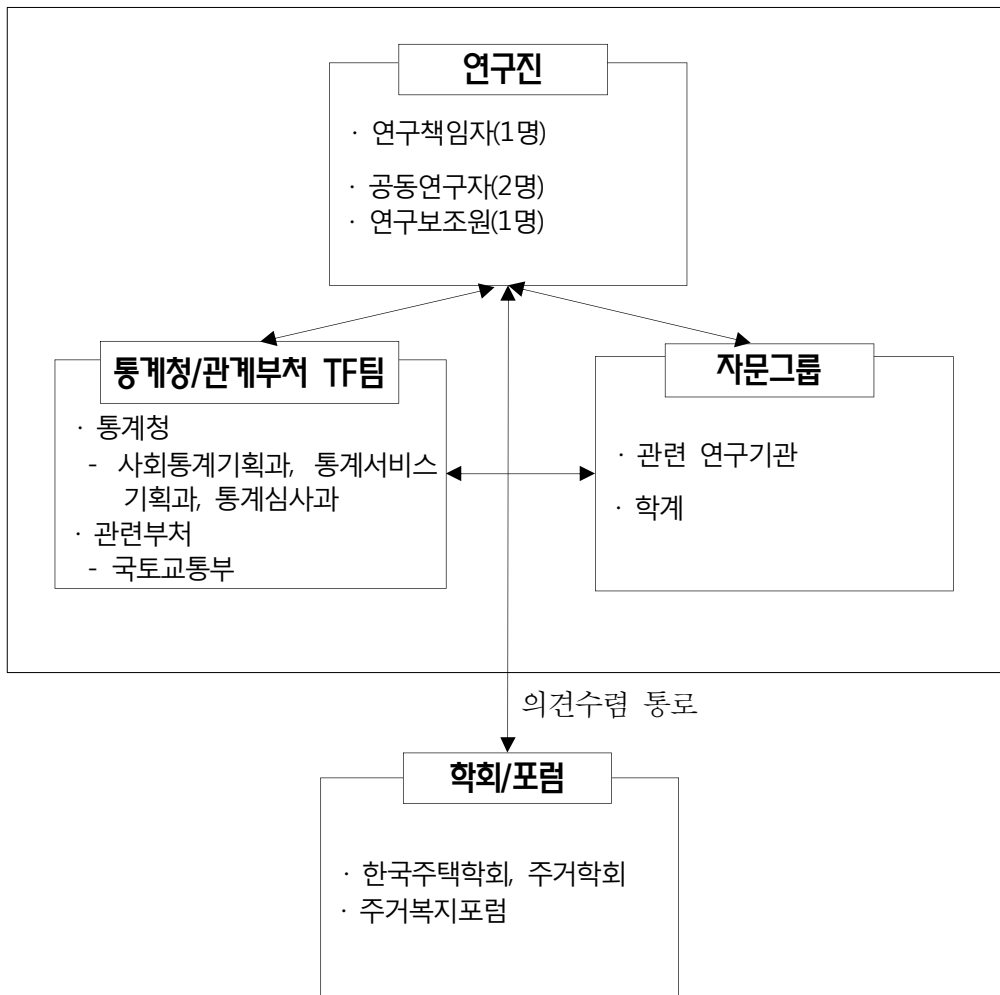 연구진
· 연구책임자(1명)
· 공동연구자(2명)
· 연구보조원(1명)
통계청/관계부처 TF팀
· 통계청
- 사회통계기획과, 통계서비스
기획과, 통계심사과
· 관련부처
- 국토교통부
자문그룹
· 관련 연구기관
· 학계
의견수렴 통로
학회/포럼
· 한국주택학회, 주거학회
· 주거복지포럼